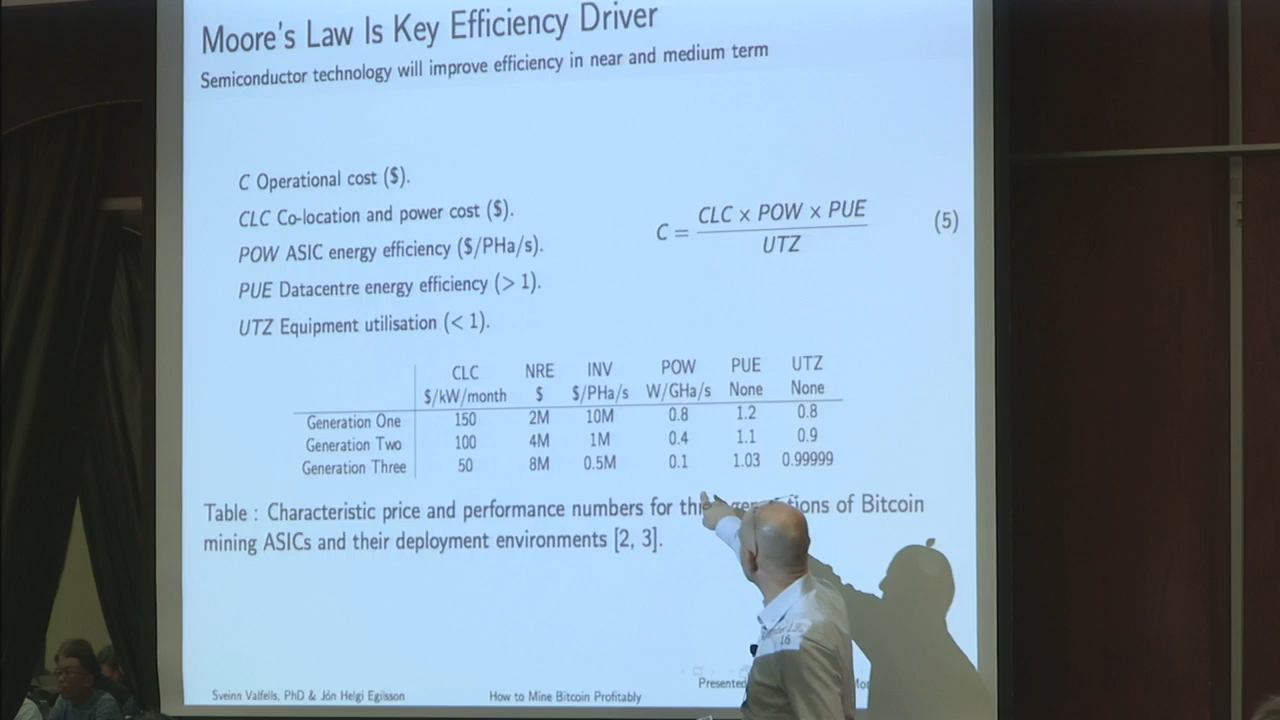 Moore's Law Is Key Efficiency Driver
Semiconductor technology will improve efficiency in near and medium term
C Operational cost ($).
CLC Co-location and power cost ($).
POW ASIC energy efficiency ($/PHa/s).
PUE Datacentre energy efficiency (> 1).
UTZ Equipment utilisation (< 1).
C = CLC x POW x PUE / UTZ (5)
CLC NRE INV POW PUE UTZ
$/kW/month $ $/PHa/s W/GHa/s None None
Generation One 150 2M 10M 0.8 1.2 0.8
Generation Two 100 4M 1M 0.4 1.1 0.9
Generation Three 50 8M 0.5M 0.1 1.03 0.99999
Table : Characteristic price and performance numbers for of Bitcoin
mining ASICs and their deployment environments [2, 3].
16
Sveinn Valfells, PhD & Jón Helgi Egilsson How to Mine Bitcoin Profitably Presented